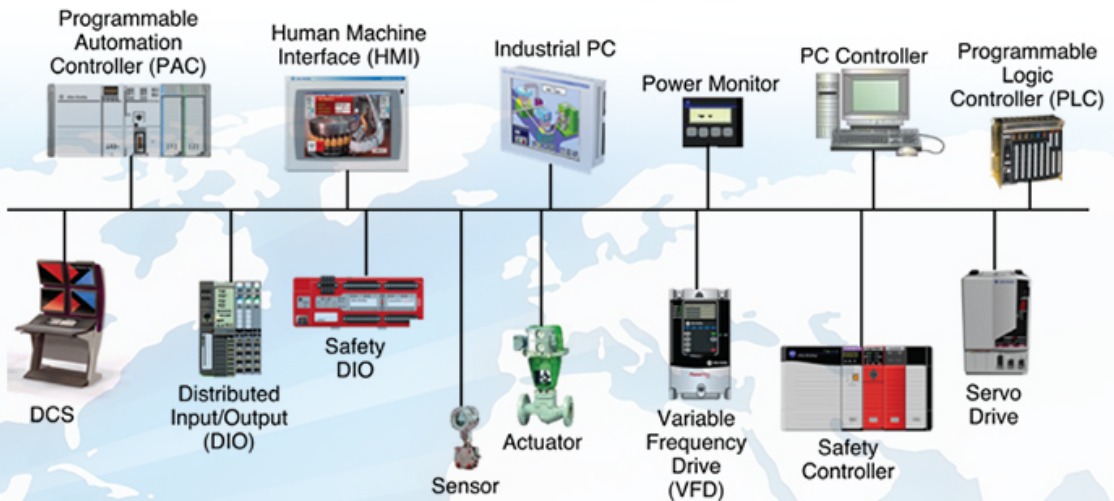 Programmable
Automation
Controller (PAC)
Human Machine
Interface (HMI)
Industrial PC
Power Monitor
PC Controller
Programmable
Logic
Controller (PLC)
DCS
Distributed
Input/Output
(DIO)
Safety
DIO
Sensor
Actuator
Variable
Frequency
Drive
(VFD)
Safety
Controller
Servo
Drive